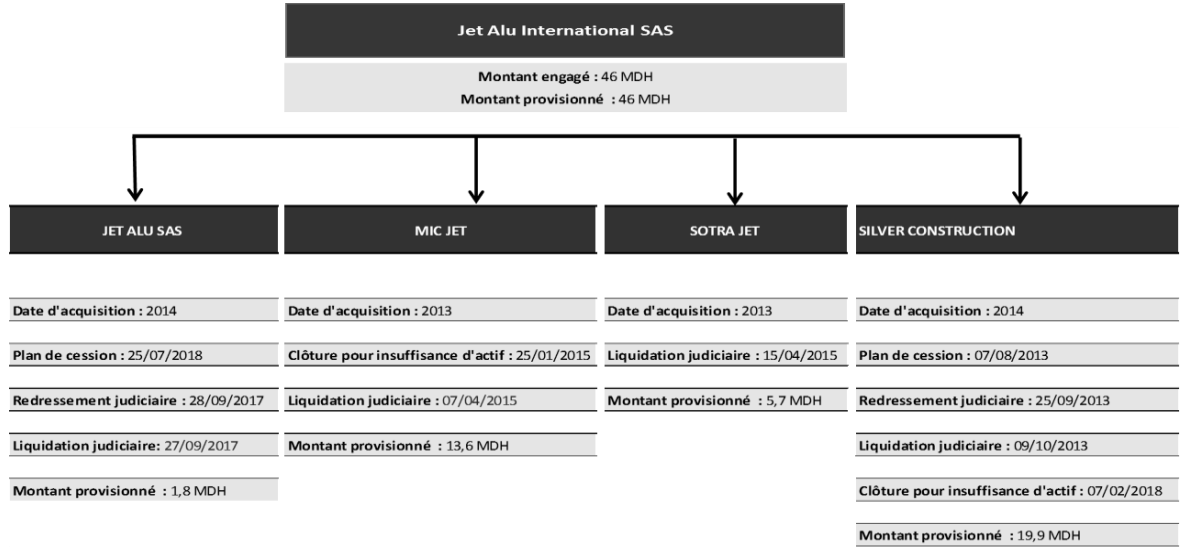 Jet Alu International SAS
Montant engagé : 46 MDH
Montant provisionné : 46 MDH
JET ALU SAS
Date d'acquisition : 2014
Plan de cession : 25/07/2018
Redressement judiciaire : 28/09/2017
Liquidation judiciaire: 27/09/2017
Montant provisionné : 1,8 MDH
MIC JET
Date d'acquisition : 2013
Clôture pour insuffisance d'actif : 25/01/2015
Liquidation judiciaire : 07/04/2015
Montant provisionné : 13,6 MDH
SOTRA JET
Date d'acquisition : 2013
Liquidation judiciaire : 15/04/2015
Montant provisionné : 5,7 MDH
SILVER CONSTRUCTION
Date d'acquisition : 2014
Plan de cession : 07/08/2013
Redressement judiciaire : 25/09/2013
Liquidation judiciaire : 09/10/2013
Clôture pour insuffisance d'actif : 07/02/2018
Montant provisionné : 19,9 MDH